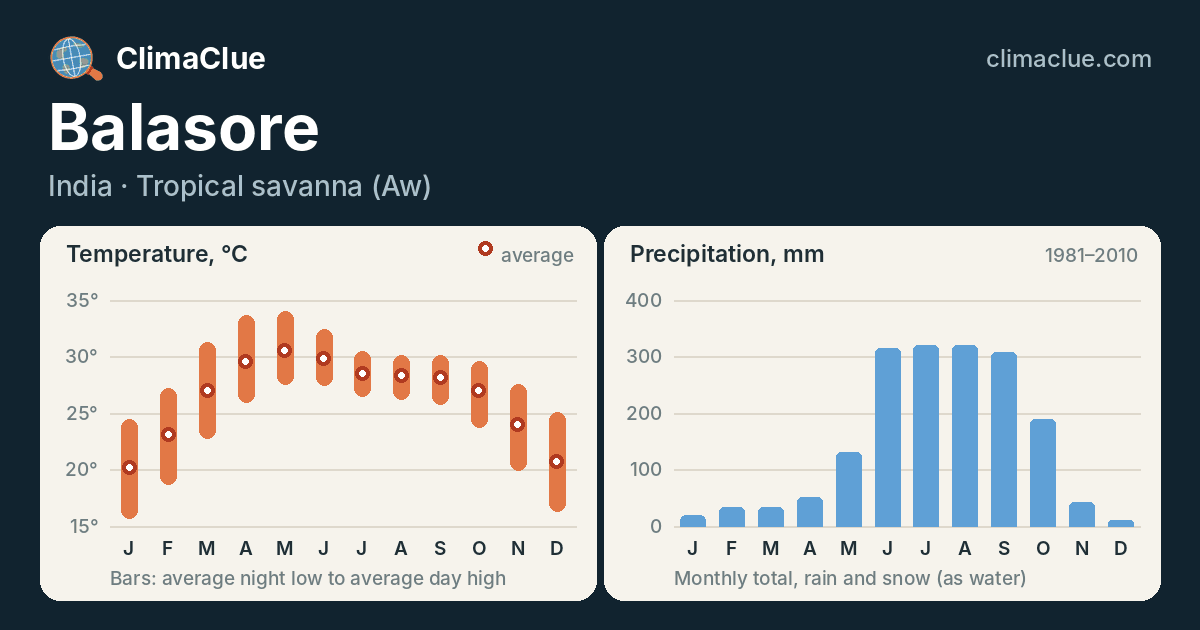 ClimaClue
climaclue.com
Balasore
India · Tropical savanna (Aw)
Temperature, °C
average
35°
30°
25°
20°
15°
J F M A M J J A S O N D
Bars: average night low to average day high
Precipitation, mm
1981–2010
400
300
200
100
0
J F M A M J J A S O N D
Monthly total, rain and snow (as water)